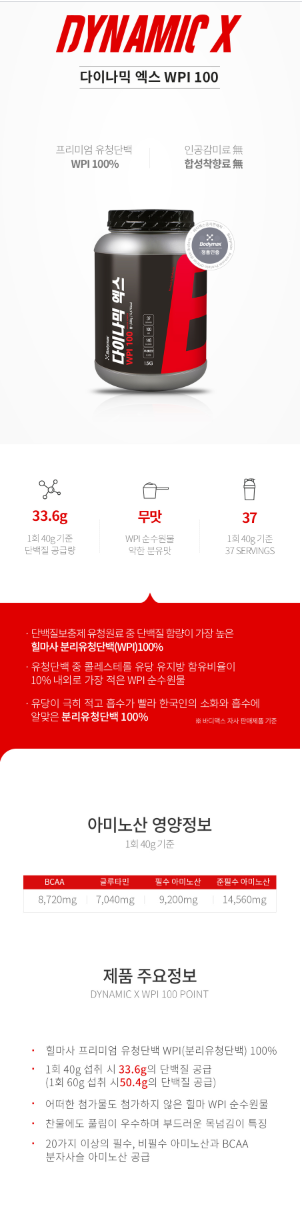 DYNAMIC X
다이나믹 엑스 WPI 100
프리미엄 유청단백
WPI 100%
인공감미료 無
합성착향료 無
Bodymax
정품인증
다이나믹 엑스
WPI 100
Bodymax
33.6g
1회 40g 기준
단백질 공급량
무맛
WPI 순수원물
약한 분유맛
37
1회 40g 기준
37 SERVINGS
· 단백질보충제 유청원료 중 단백질 함량이 가장 높은
힐마사 분리유청단백(WPI)100%
· 유청단백 중 콜레스테롤 유당 유지방 함유비율이
10% 내외로 가장 적은 WPI 순수원물
· 유당이 극히 적고 흡수가 빨라 한국인의 소화와 흡수에
알맞은 분리유청단백 100%
※ 바디맥스 자사 판매제품 기준
아미노산 영양정보
1회 40g 기준
BCAA 글루타민 필수 아미노산 준필수 아미노산
8,720mg 7,040mg 9,200mg 14,560mg
제품 주요정보
DYNAMIC X WPI 100 POINT
· 힐마사 프리미엄 유청단백 WPI(분리유청단백) 100%
· 1회 40g 섭취 시 33.6g의 단백질 공급
(1회 60g 섭취 시50.4g의 단백질 공급)
· 어떠한 첨가물도 첨가하지 않은 힐마 WPI 순수원물
· 찬물에도 풀림이 우수하며 부드러운 목넘김이 특징
· 20가지 이상의 필수, 비필수 아미노산과 BCAA
분자사슬 아미노산 공급